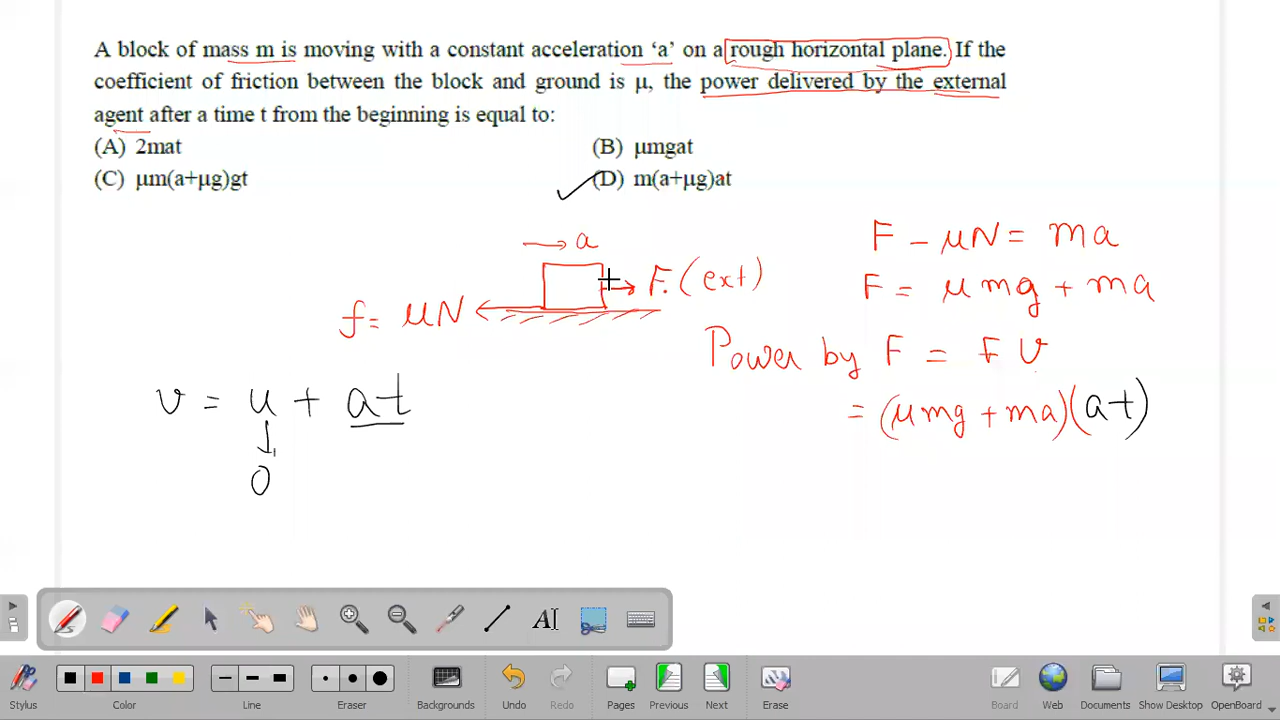 A block of mass m is moving with a constant acceleration ‘a’ on a rough horizontal plane. If the
coefficient of friction between the block and ground is μ, the power delivered by the external
agent after a time t from the beginning is equal to:
(A) 2mat (B) μmgat
(C) μm(a+μg)gt (D) m(a+μg)at
→ a
F - μN = ma
F. (ext)
F = μmg + ma
f = μN
Power by F = F v
v = u + at
= (μmg + ma)(at)
↓
0
Stylus Color Line Eraser Backgrounds Undo Redo Pages Previous Next Erase Board Web Documents Show Desktop OpenBoard